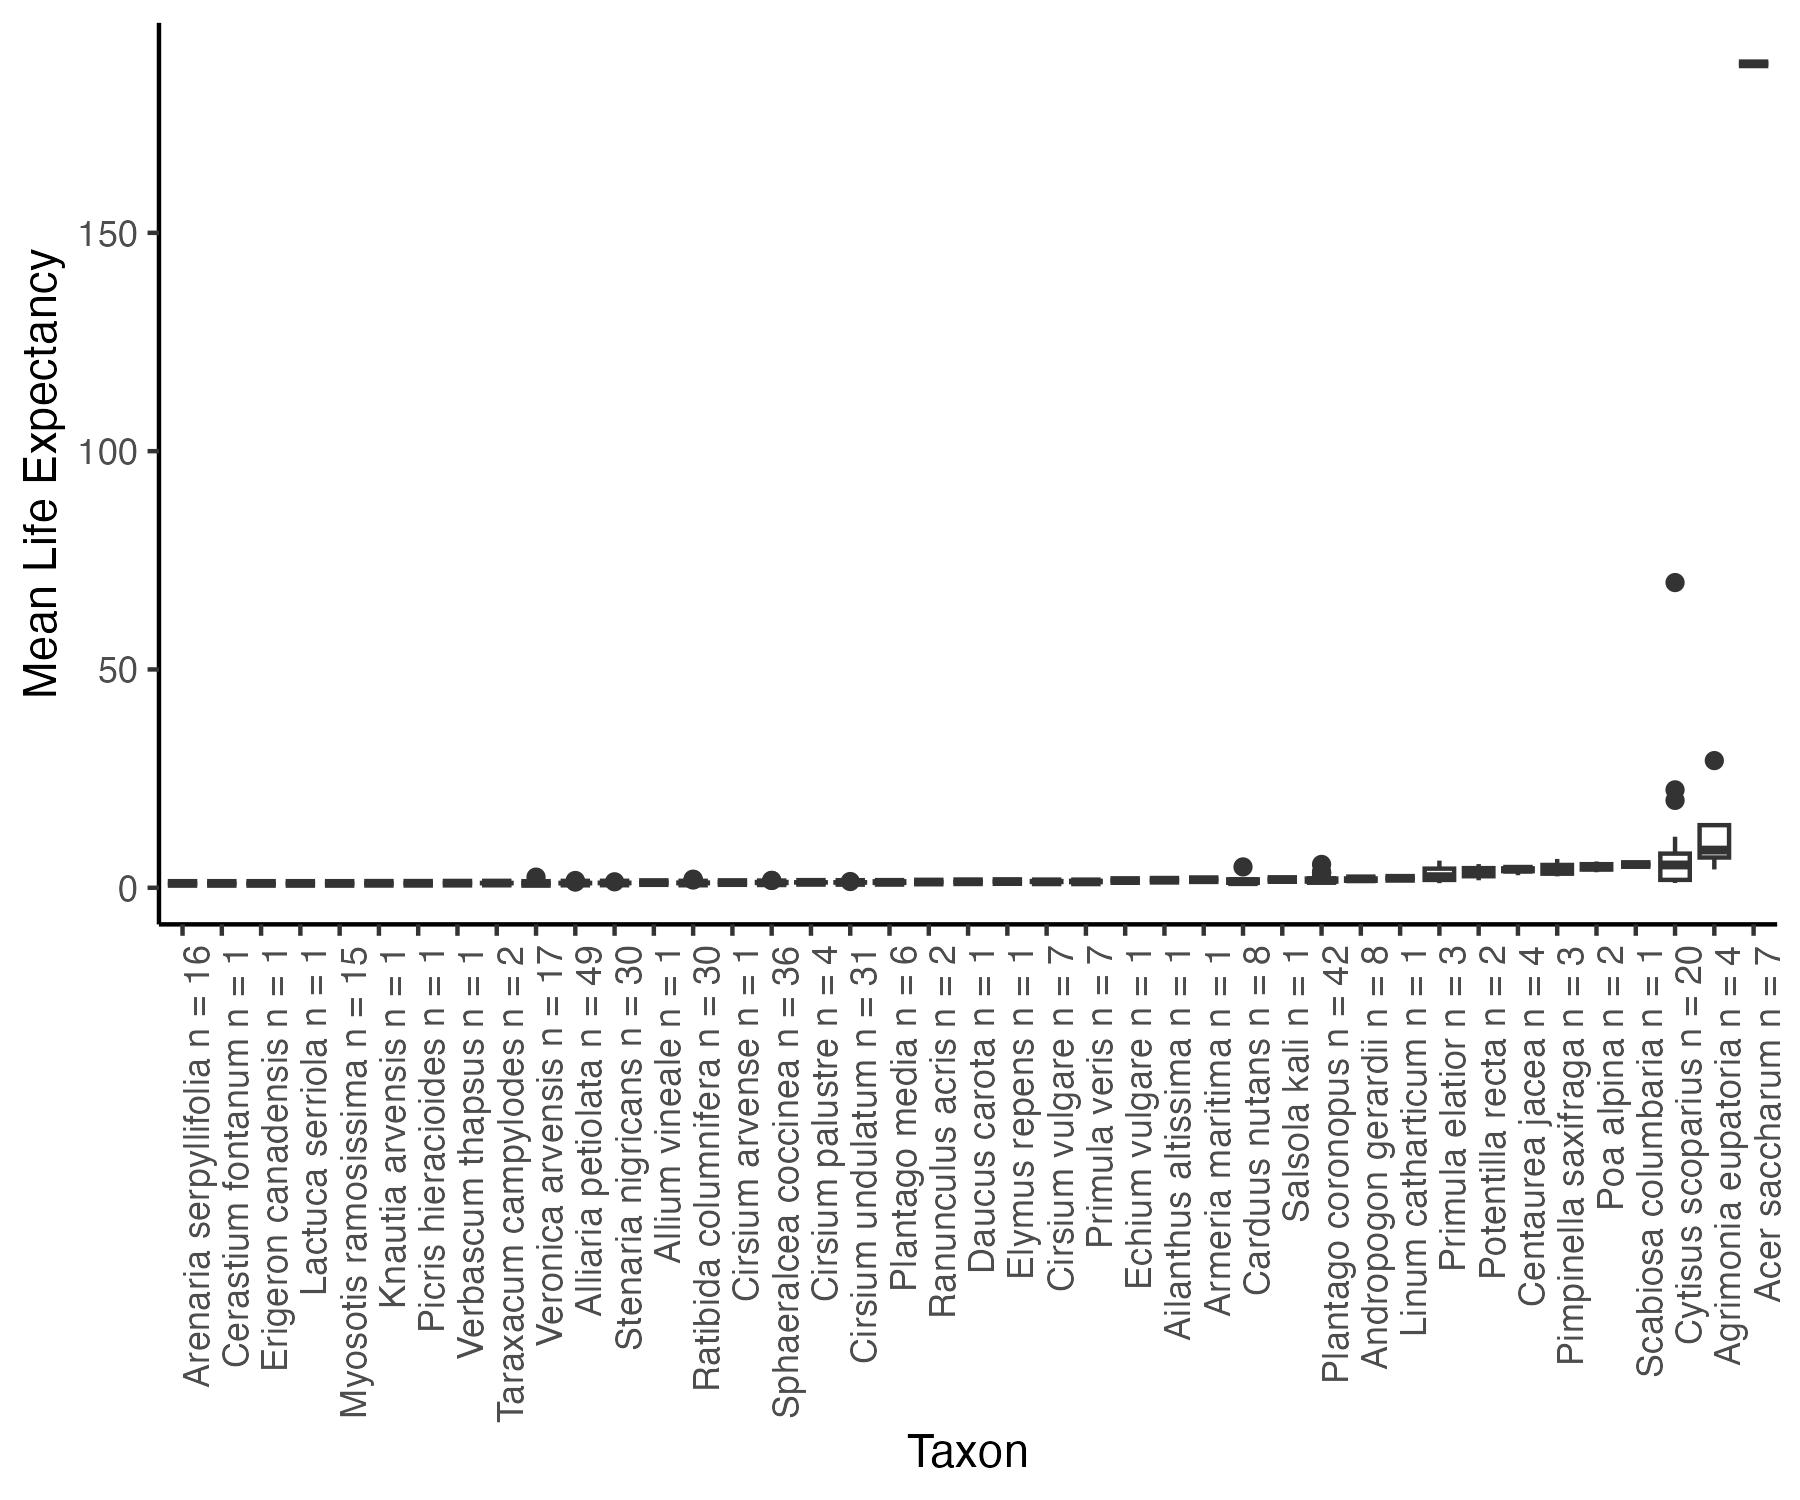 Mean Life Expectancy
150
100
50
0
Arenaria serpyllifolia n = 16
Cerastium fontanum n = 1
Erigeron canadensis n = 1
Lactuca serriola n = 1
Myosotis ramosissima n = 15
Knautia arvensis n = 1
Picris hieracioides n = 1
Verbascum thapsus n = 1
Taraxacum campylodes n = 2
Veronica arvensis n = 17
Alliaria petiolata n = 49
Stenaria nigricans n = 30
Allium vineale n = 1
Ratibida columnifera n = 30
Cirsium arvense n = 1
Sphaeralcea coccinea n = 36
Cirsium palustre n = 4
Cirsium undulatum n = 31
Plantago media n = 6
Ranunculus acris n = 2
Daucus carota n = 1
Elymus repens n = 1
Cirsium vulgare n = 7
Primula veris n = 7
Echium vulgare n = 1
Ailanthus altissima n = 1
Armeria maritima n = 1
Carduus nutans n = 8
Salsola kali n = 1
Plantago coronopus n = 42
Andropogon gerardii n = 8
Linum catharticum n = 1
Primula elatior n = 3
Potentilla recta n = 2
Centaurea jacea n = 4
Pimpinella saxifraga n = 3
Poa alpina n = 2
Scabiosa columbaria n = 1
Cytisus scoparius n = 20
Agrimonia eupatoria n = 4
Acer saccharum n = 7
Taxon